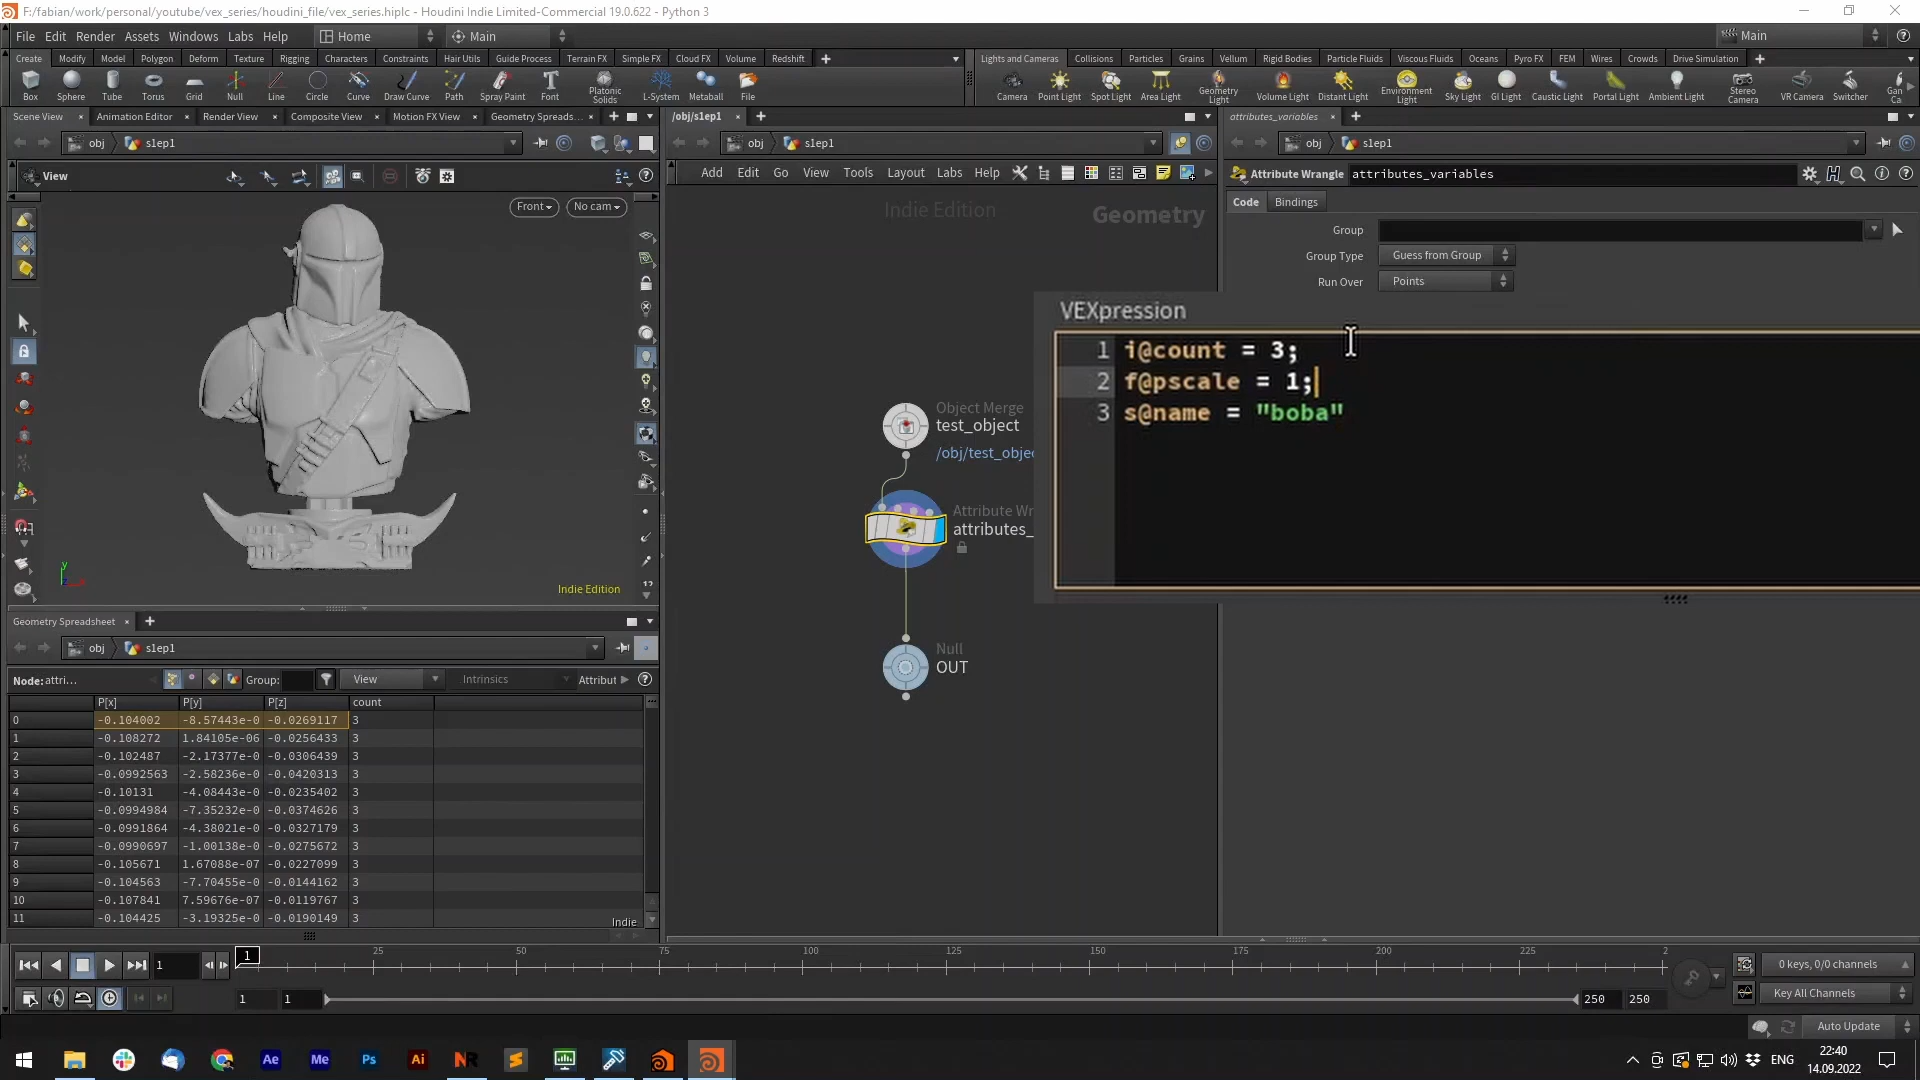 F:/fabian/work/personal/youtube/vex_series/houdini_file/vex_series.hiplc - Houdini Indie Limited-Commercial 19.0.622 - Python 3
File Edit Render Assets Windows Labs Help Home Main Main
Create Modify Model Polygon Deform Texture Rigging Characters Constraints Hair Utils Guide Process Terrain FX Simple FX Cloud FX Volume Redshift
Lights and Cameras Collisions Particles Grains Vellum Rigid Bodies Particle Fluids Viscous Fluids Oceans Pyro FX FEM Wires Crowds Drive Simulation
Box Sphere Tube Torus Grid Null Line Circle Curve Draw Curve Path Spray Paint Font Platonic Solids L-System Metaball File
Camera Point Light Spot Light Area Light Geometry Light Volume Light Distant Light Environment Light Sky Light GI Light Caustic Light Portal Light Ambient Light Stereo Camera VR Camera Switcher Gan Ca
Scene View Animation Editor Render View Composite View Motion FX View Geometry Spreads...
/obj/s1ep1
attributes_variables
obj s1ep1
obj s1ep1
obj s1ep1
View
Add Edit Go View Tools Layout Labs Help
Attribute Wrangle attributes_variables
Front No cam
Indie Edition
Geometry
Code Bindings
Group
Group Type Guess from Group
Run Over Points
VEXpression
1 i@count = 3;
2 f@pscale = 1;
3 s@name = "boba"
Object Merge
test_object
/obj/test_objec
Attribute Wr
attributes_
Null
OUT
y
Indie Edition
Geometry Spreadsheet
obj s1ep1
Node: attri... Group: View Intrinsics Attribut
P[x] P[y] P[z] count
0 -0.104002 -8.57443e-0 -0.0269117 3
1 -0.108272 1.84105e-06 -0.0256433 3
2 -0.102487 -2.17377e-0 -0.0306439 3
3 -0.0992563 -2.58236e-0 -0.0420313 3
4 -0.10131 -4.08443e-0 -0.0235402 3
5 -0.0994984 -7.35232e-0 -0.0374626 3
6 -0.0991864 -4.38021e-0 -0.0327179 3
7 -0.0990697 -1.00138e-0 -0.0275672 3
8 -0.105671 1.67088e-07 -0.0227099 3
9 -0.104563 -7.70455e-0 -0.0144162 3
10 -0.107841 7.59676e-07 -0.0119767 3
11 -0.104425 -3.19325e-0 -0.0190149 3
Indie
1 1 25 50 75 100 125 150 175 200 225 2
0 keys, 0/0 channels
1 1 250 250 Key All Channels
Auto Update
Ae Me Ps Ai NR
ENG
22:40
14.09.2022